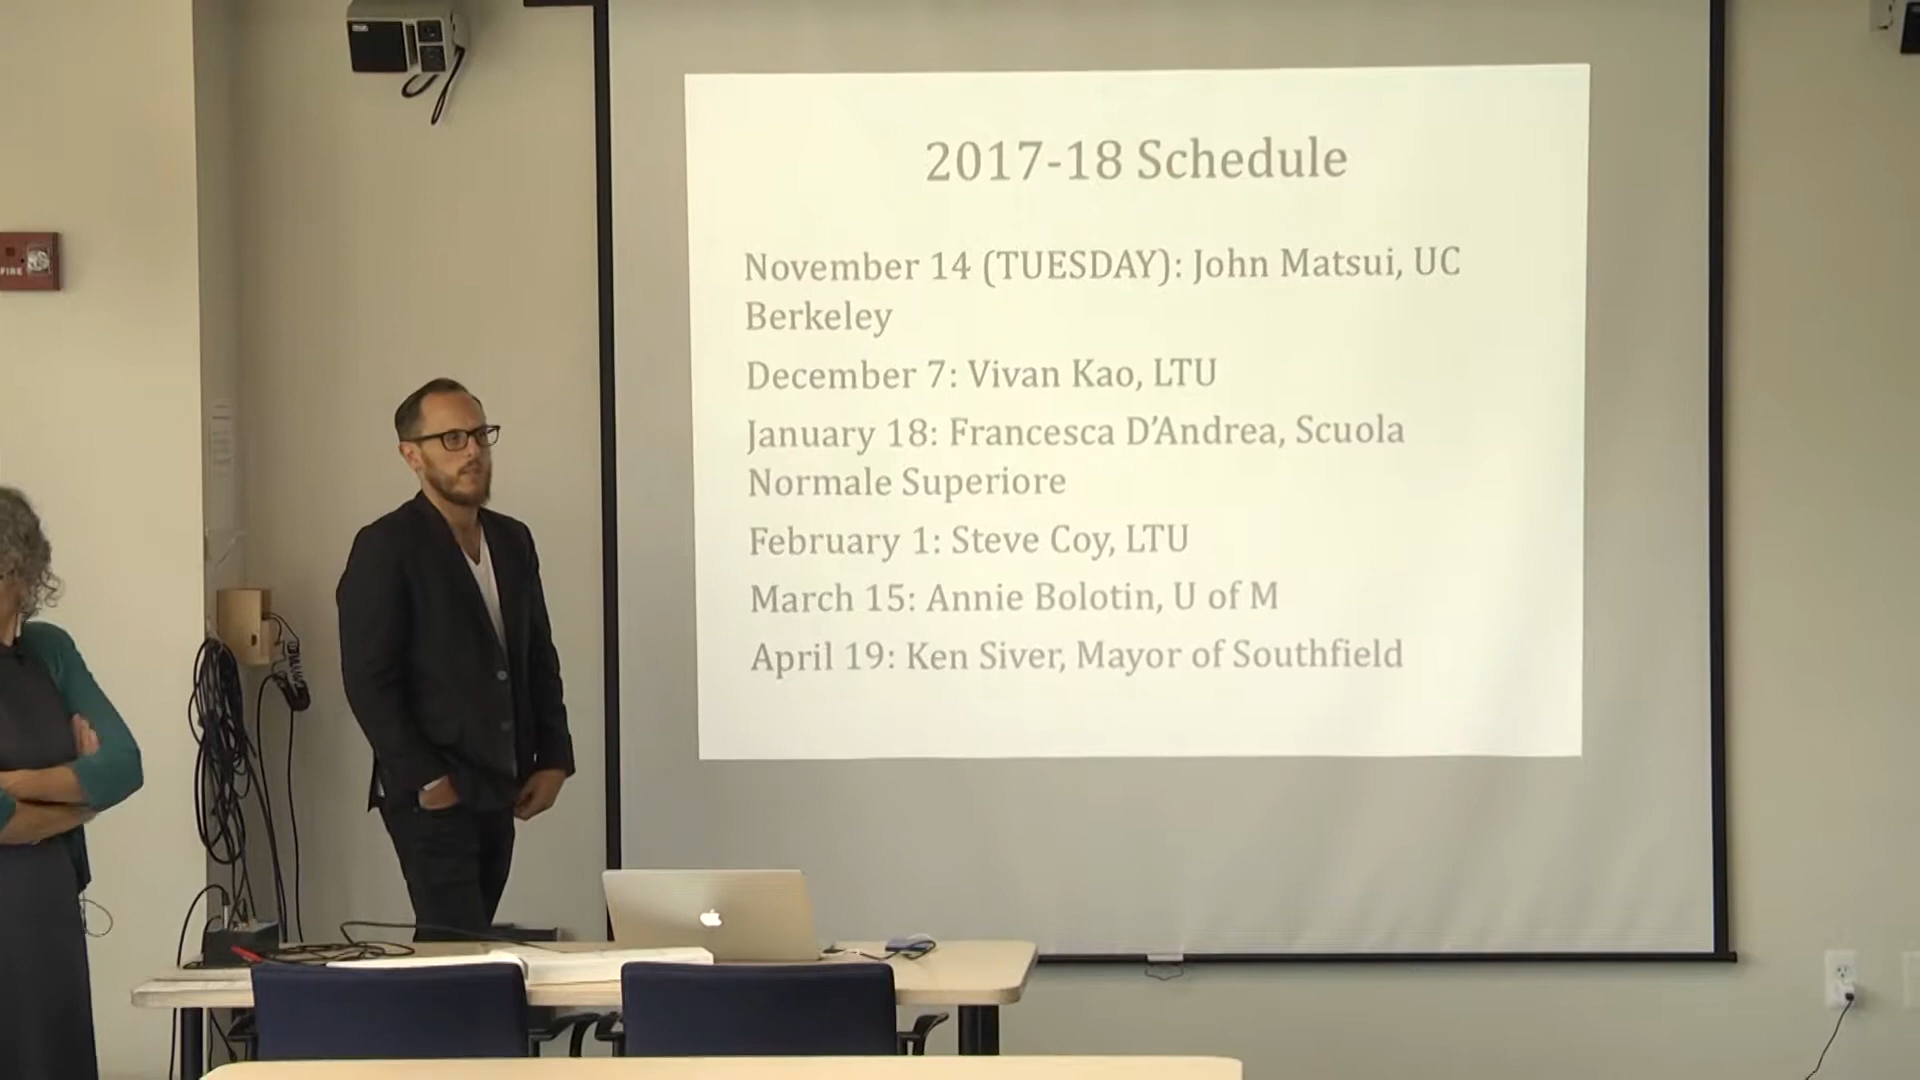 2017-18 Schedule
November 14 (TUESDAY): John Matsui, UC
Berkeley
December 7: Vivan Kao, LTU
January 18: Francesca D'Andrea, Scuola
Normale Superiore
February 1: Steve Coy, LTU
March 15: Annie Bolotin, U of M
April 19: Ken Siver, Mayor of Southfield
FIRE